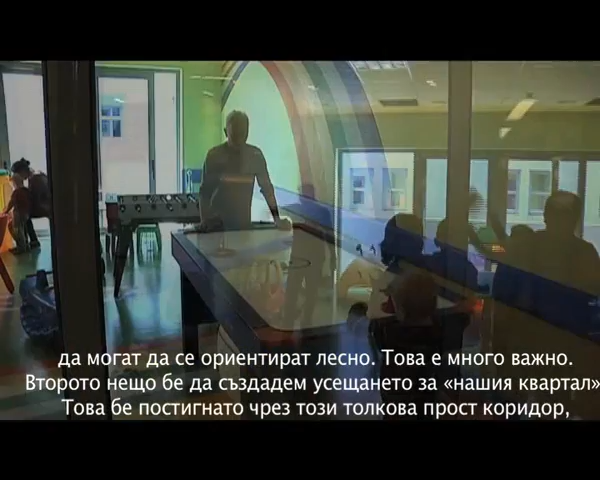 да могат да се ориентират лесно. Това е много важно.
Второто нещо бе да създадем усещането за «нашия квартал»
Това бе постигнато чрез този толкова прост коридор,